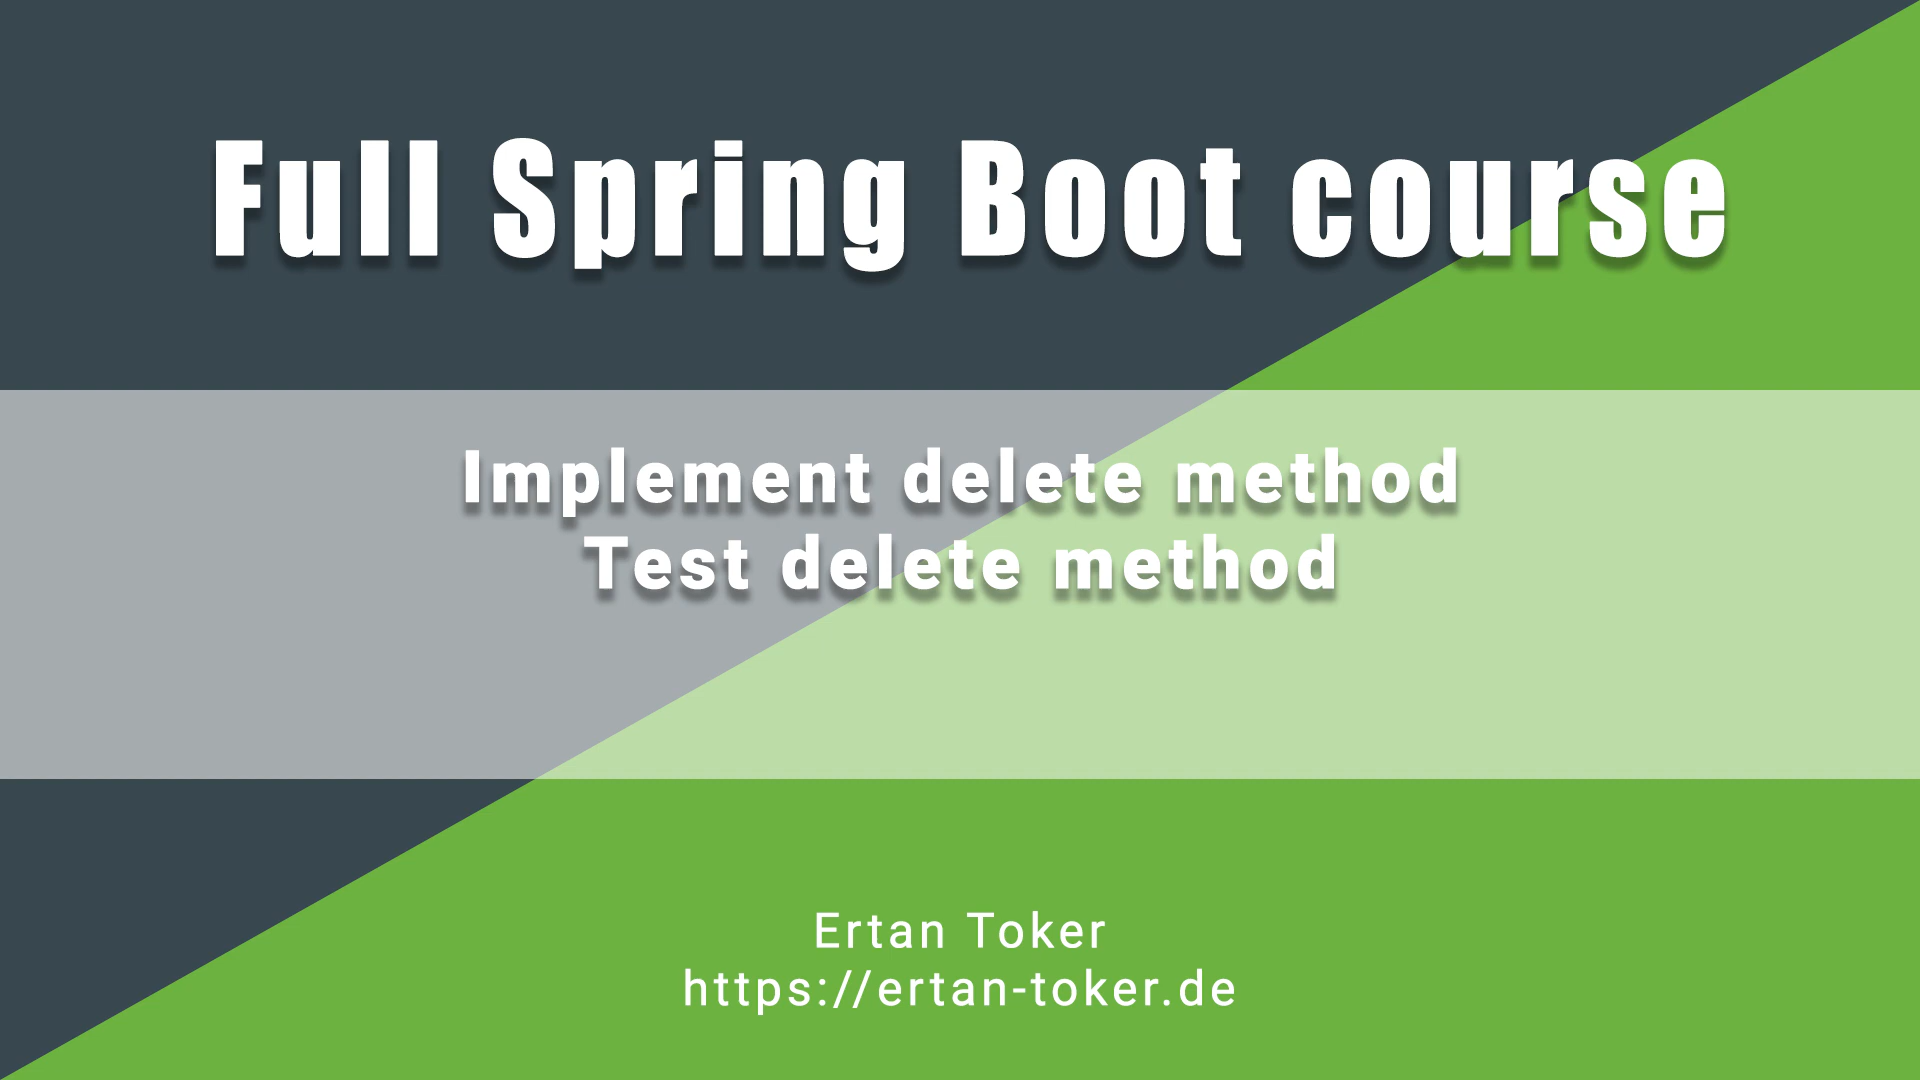 Full Spring Boot course
Implement delete method
Test delete method
Ertan Toker
https://ertan-toker.de